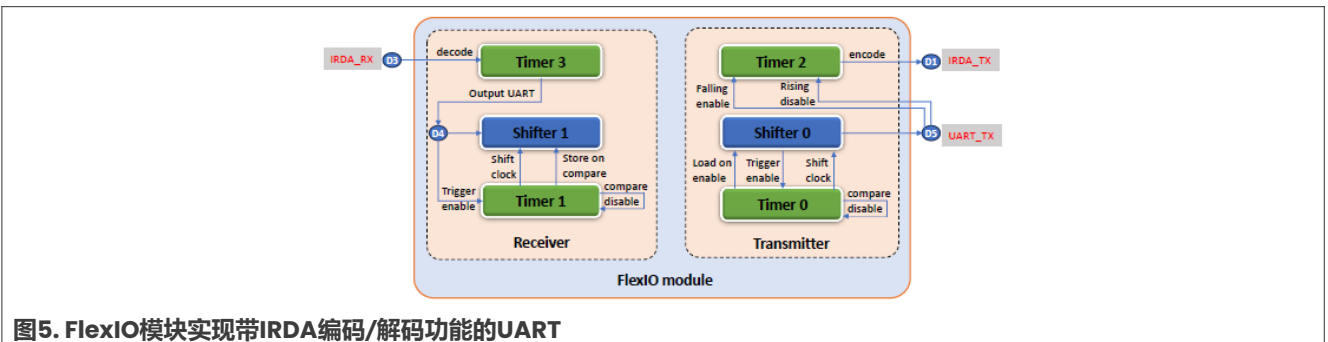 IRDA_RX
D3
decode
Timer 3
Output UART
D4
Shifter 1
Shift
clock
Store on
compare
Trigger
enable
Timer 1
compare
disable
Receiver
Timer 2
encode
D1
IRDA_TX
Falling
enable
Rising
disable
Shifter 0
D5
UART_TX
Load on
enable
Trigger
enable
Shift
clock
Timer 0
compare
disable
Transmitter
FlexIO module
图5. FlexIO模块实现带IRDA编码/解码功能的UART